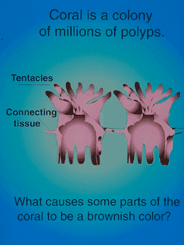 Coral is a colony
of millions of polyps.
Tentacles
Connecting
tissue
What causes some parts of the
coral to be a brownish color?